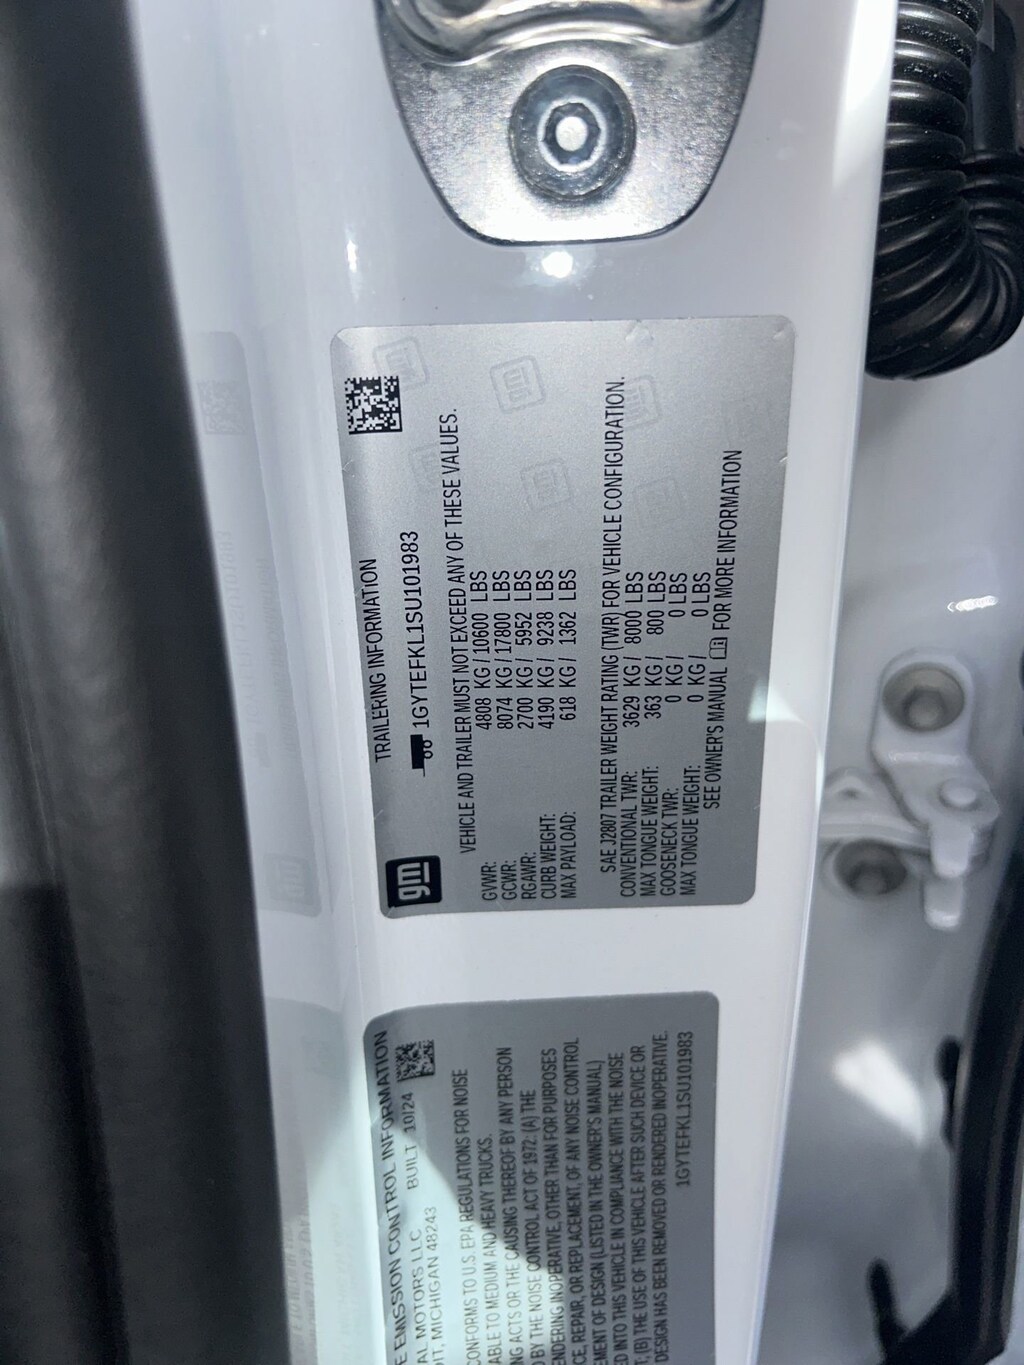 gm
TRAILERING INFORMATION
1GYTEFKL1SU101983
VEHICLE AND TRAILER MUST NOT EXCEED ANY OF THESE VALUES.
GVWR: 4808 KG / 10600 LBS
GCWR: 8074 KG / 17800 LBS
RGAWR: 2700 KG / 5952 LBS
CURB WEIGHT: 4190 KG / 9238 LBS
MAX PAYLOAD: 618 KG / 1362 LBS
SAE J2807 TRAILER WEIGHT RATING (TWR) FOR VEHICLE CONFIGURATION.
CONVENTIONAL TWR: 3629 KG / 8000 LBS
MAX TONGUE WEIGHT: 363 KG / 800 LBS
GOOSENECK TWR: 0 KG / 0 LBS
MAX TONGUE WEIGHT: 0 KG / 0 LBS
SEE OWNER'S MANUAL FOR MORE INFORMATION
E EMISSION CONTROL INFORMATION
AL MOTORS LLC BUILT 10/24
IT, MICHIGAN 48243
CONFORMS TO U.S. EPA REGULATIONS FOR NOISE
ABLE TO MEDIUM AND HEAVY TRUCKS.
NG ACTS OR THE CAUSING THEREOF BY ANY PERSON
D BY THE NOISE CONTROL ACT OF 1972: (A) THE
ENDERING INOPERATIVE, OTHER THAN FOR PURPOSES
CE, REPAIR, OR REPLACEMENT, OF ANY NOISE CONTROL
EMENT OF DESIGN (LISTED IN THE OWNER'S MANUAL)
ED INTO THIS VEHICLE IN COMPLIANCE WITH THE NOISE
T, (B) THE USE OF THIS VEHICLE AFTER SUCH DEVICE OR
DESIGN HAS BEEN REMOVED OR RENDERED INOPERATIVE.
1GYTEFKL1SU101983